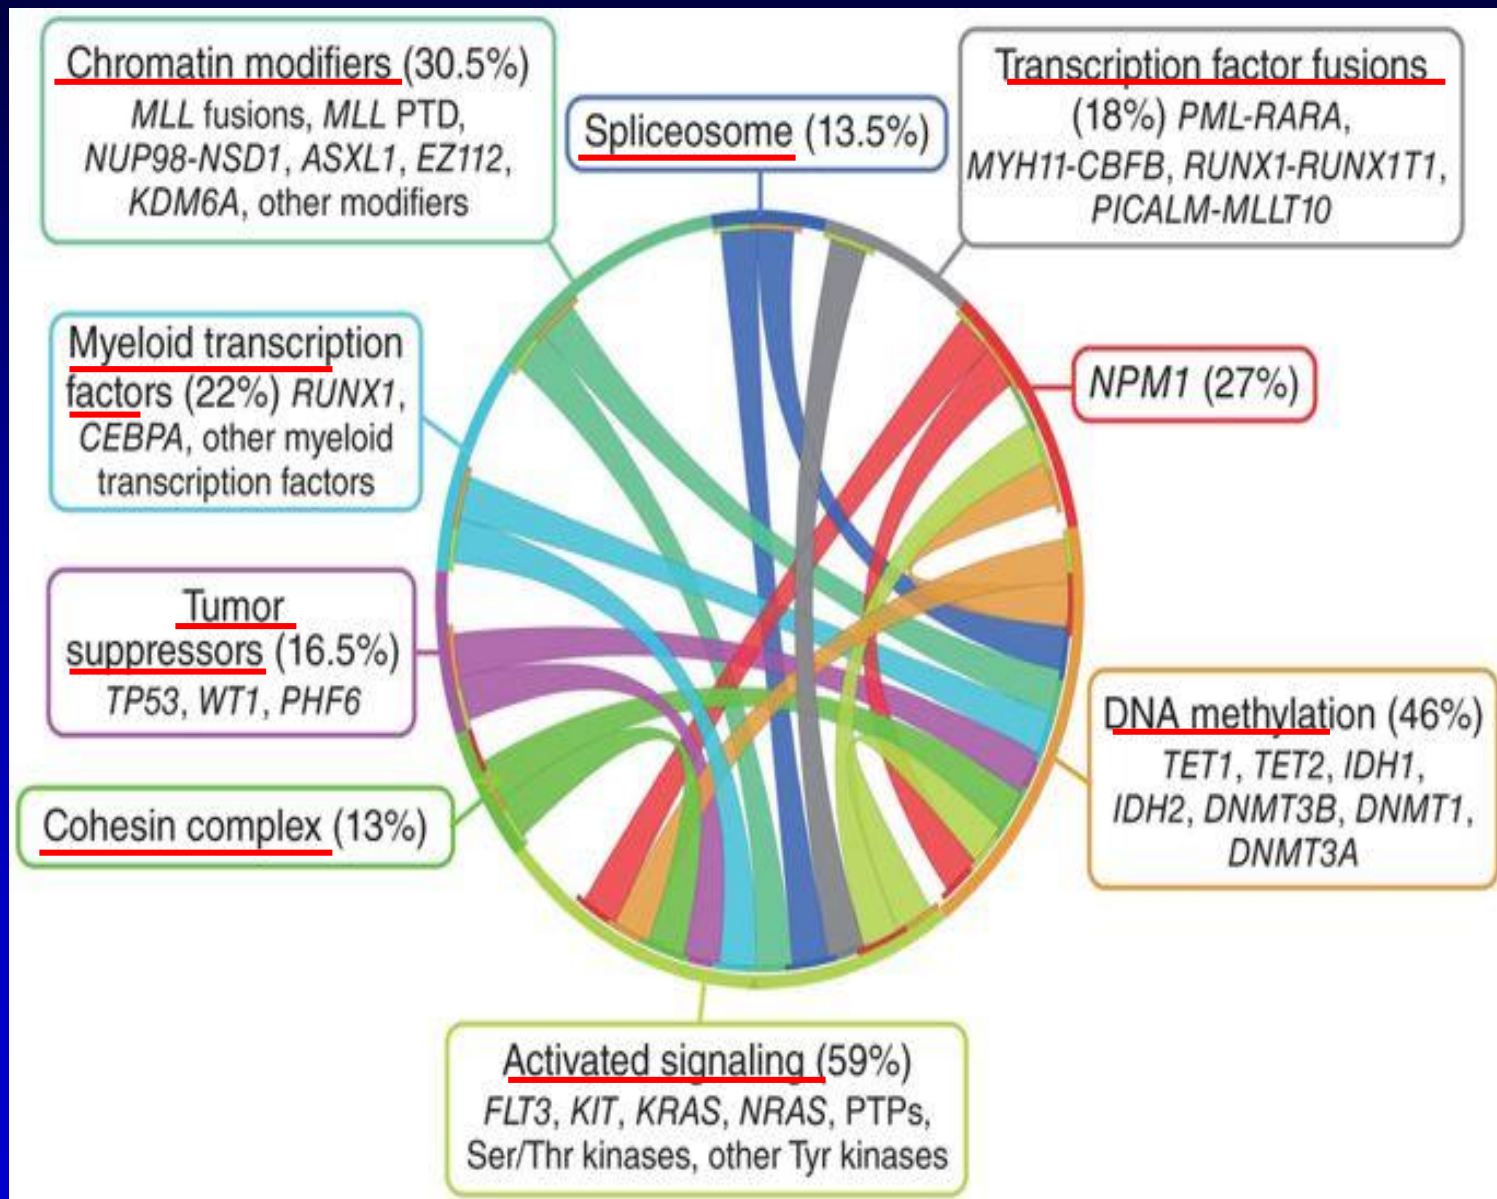 Chromatin modifiers (30.5%)
MLL fusions, MLL PTD,
NUP98-NSD1, ASXL1, EZ112,
KDM6A, other modifiers
Spliceosome (13.5%)
Transcription factor fusions
(18%) PML-RARA,
MYH11-CBFB, RUNX1-RUNX1T1,
PICALM-MLLT10
Myeloid transcription
factors (22%) RUNX1,
CEBPA, other myeloid
transcription factors
NPM1 (27%)
Tumor
suppressors (16.5%)
TP53, WT1, PHF6
DNA methylation (46%)
TET1, TET2, IDH1,
IDH2, DNMT3B, DNMT1,
DNMT3A
Cohesin complex (13%)
Activated signaling (59%)
FLT3, KIT, KRAS, NRAS, PTPs,
Ser/Thr kinases, other Tyr kinases